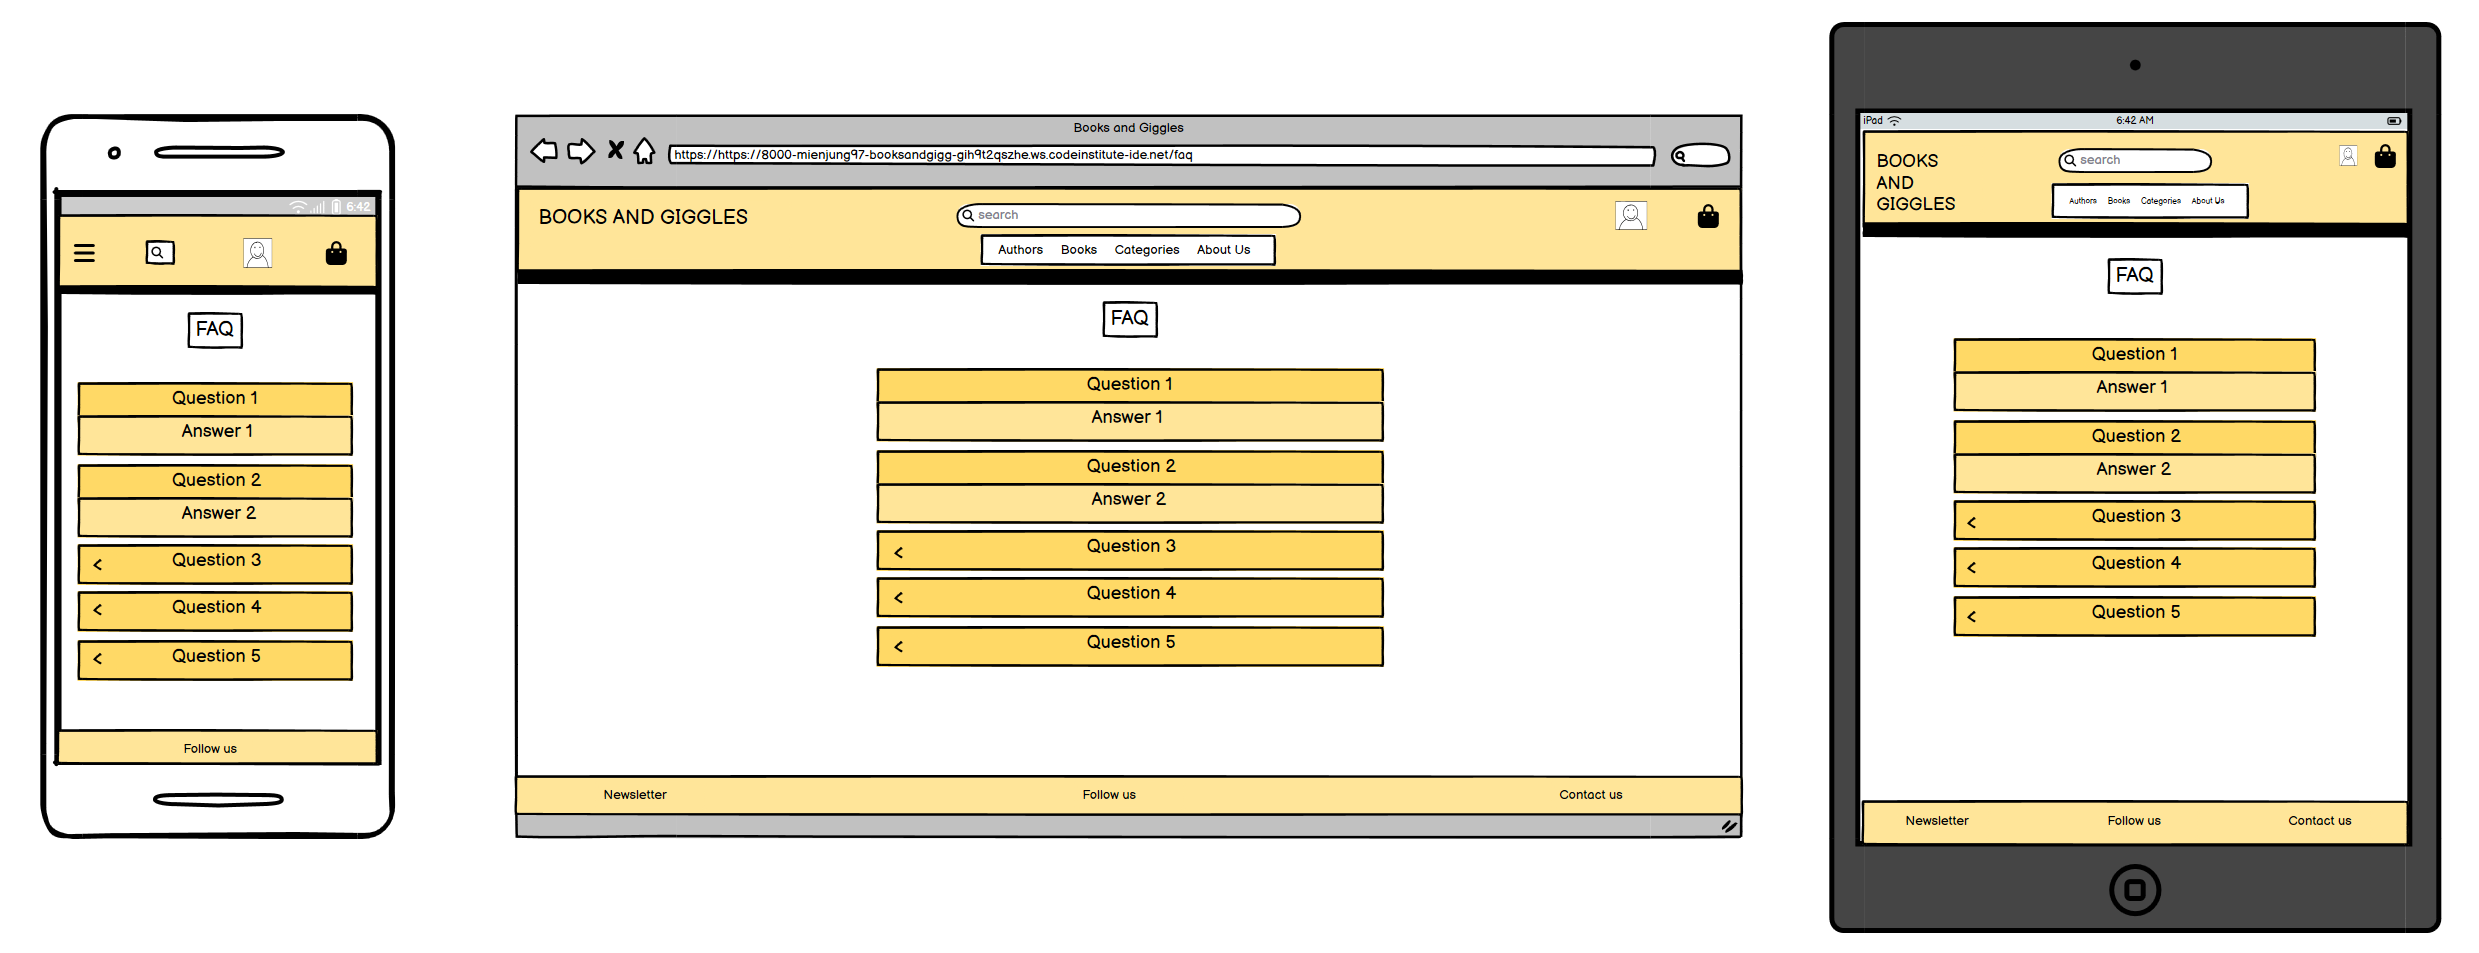 6:42
FAQ
Question 1
Answer 1
Question 2
Answer 2
< Question 3
< Question 4
< Question 5
Follow us
Books and Giggles
https://https://8000-mienjung97-booksandgigg-gih9t2qszhe.ws.codeinstitute-ide.net/faq
BOOKS AND GIGGLES
search
Authors Books Categories About Us
FAQ
Question 1
Answer 1
Question 2
Answer 2
< Question 3
< Question 4
< Question 5
Newsletter Follow us Contact us
iPad 6:42 AM
BOOKS
AND
GIGGLES
search
Authors Books Categories About Us
FAQ
Question 1
Answer 1
Question 2
Answer 2
< Question 3
< Question 4
< Question 5
Newsletter Follow us Contact us